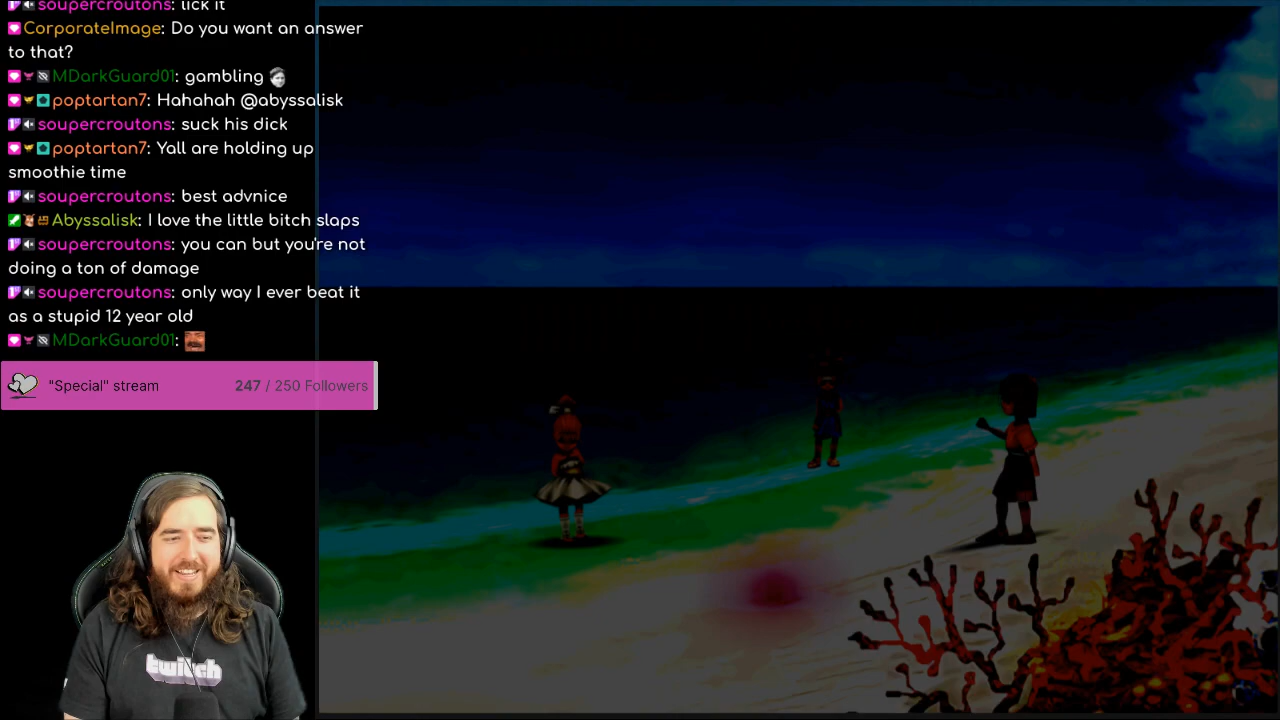 soupercroutons: lick it
CorporateImage: Do you want an answer
to that?
MDarkGuard01: gambling
poptartan7: Hahahah @abyssalisk
soupercroutons: suck his dick
poptartan7: Yall are holding up
smoothie time
soupercroutons: best advnice
Abyssalisk: I love the little bitch slaps
soupercroutons: you can but you're not
doing a ton of damage
soupercroutons: only way I ever beat it
as a stupid 12 year old
MDarkGuard01:
"Special" stream 247 / 250 Followers
twitch